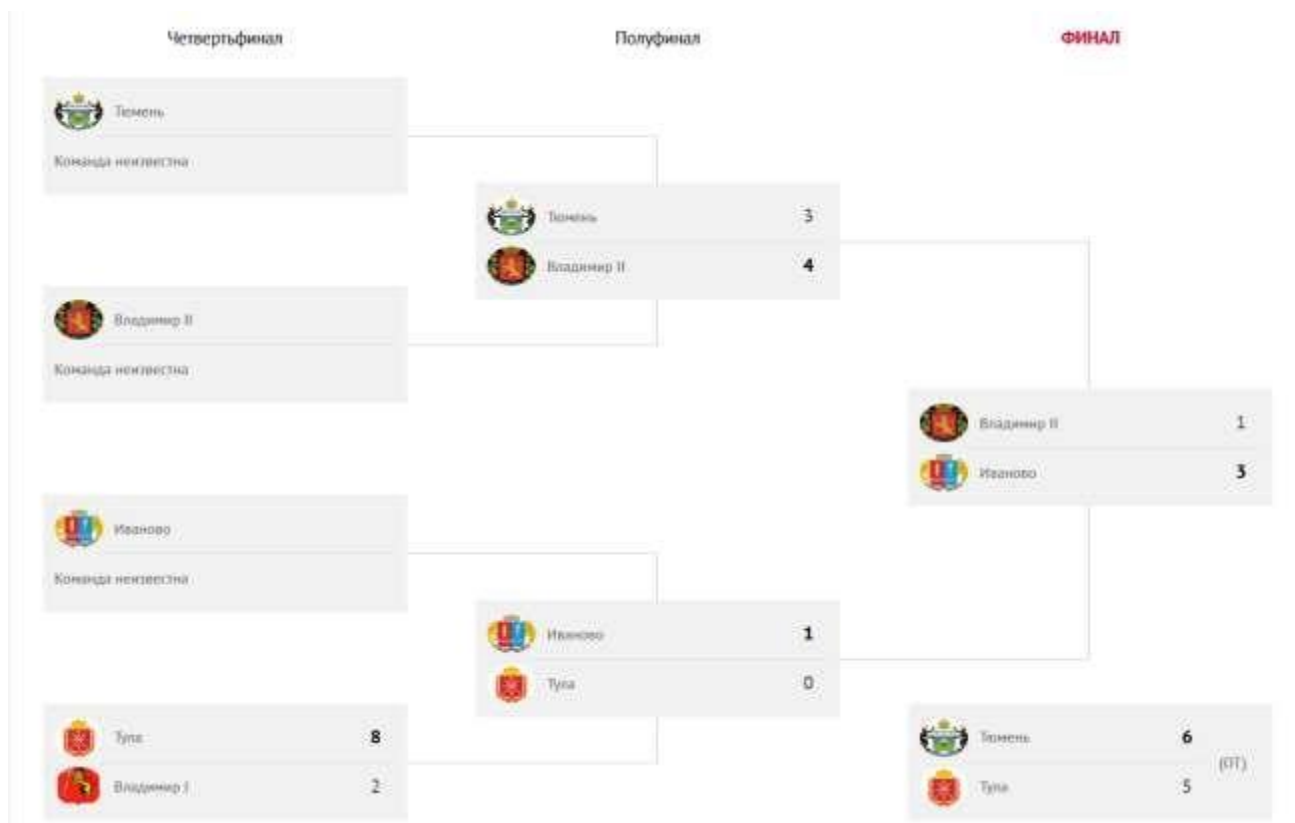 Четвертьфинал
Полуфинал
ФИНАЛ
Тюмень
Команда неизвестна
Тюмень 3
Владимир II 4
Владимир II
Команда неизвестна
Владимир II 1
Иваново 3
Иваново
Команда неизвестна
Иваново 1
Тула 0
Тула 8
Владимир I 2
Тюмень 6
(ОТ)
Тула 5